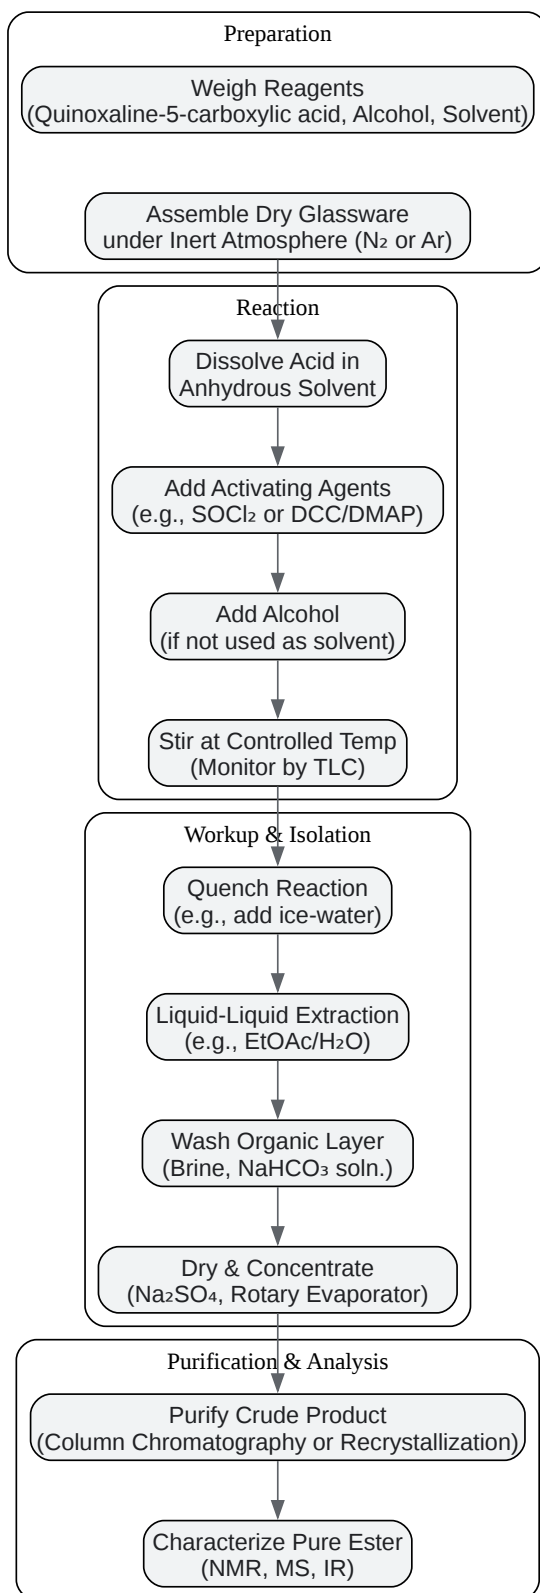 Preparation
Weigh Reagents
(Quinoxaline-5-carboxylic acid, Alcohol, Solvent)
Assemble Dry Glassware
under Inert Atmosphere (N₂ or Ar)
Reaction
Dissolve Acid in
Anhydrous Solvent
Add Activating Agents
(e.g., SOCl₂ or DCC/DMAP)
Add Alcohol
(if not used as solvent)
Stir at Controlled Temp
(Monitor by TLC)
Workup & Isolation
Quench Reaction
(e.g., add ice-water)
Liquid-Liquid Extraction
(e.g., EtOAc/H₂O)
Wash Organic Layer
(Brine, NaHCO₃ soln.)
Dry & Concentrate
(Na₂SO₄, Rotary Evaporator)
Purification & Analysis
Purify Crude Product
(Column Chromatography or Recrystallization)
Characterize Pure Ester
(NMR, MS, IR)